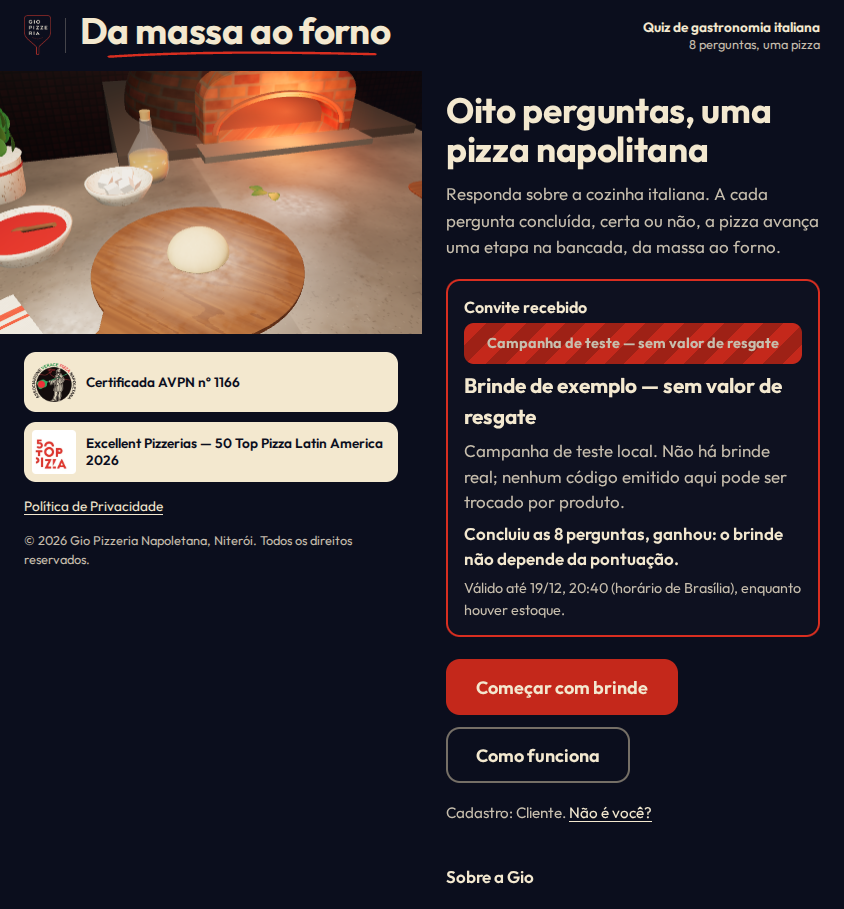 GIO
PIZZE
RIA
Da massa ao forno
Quiz de gastronomia italiana
8 perguntas, uma pizza
Certificada AVPN nº 1166
50
TOP
PIZZA
Excellent Pizzerias — 50 Top Pizza Latin America
2026
Política de Privacidade
© 2026 Gio Pizzeria Napoletana, Niterói. Todos os direitos
reservados.
Oito perguntas, uma
pizza napolitana
Responda sobre a cozinha italiana. A cada
pergunta concluída, certa ou não, a pizza avança
uma etapa na bancada, da massa ao forno.
Convite recebido
Campanha de teste — sem valor de resgate
Brinde de exemplo — sem valor de
resgate
Campanha de teste local. Não há brinde
real; nenhum código emitido aqui pode ser
trocado por produto.
Concluiu as 8 perguntas, ganhou: o brinde
não depende da pontuação.
Válido até 19/12, 20:40 (horário de Brasília), enquanto
houver estoque.
Começar com brinde
Como funciona
Cadastro: Cliente. Não é você?
Sobre a Gio